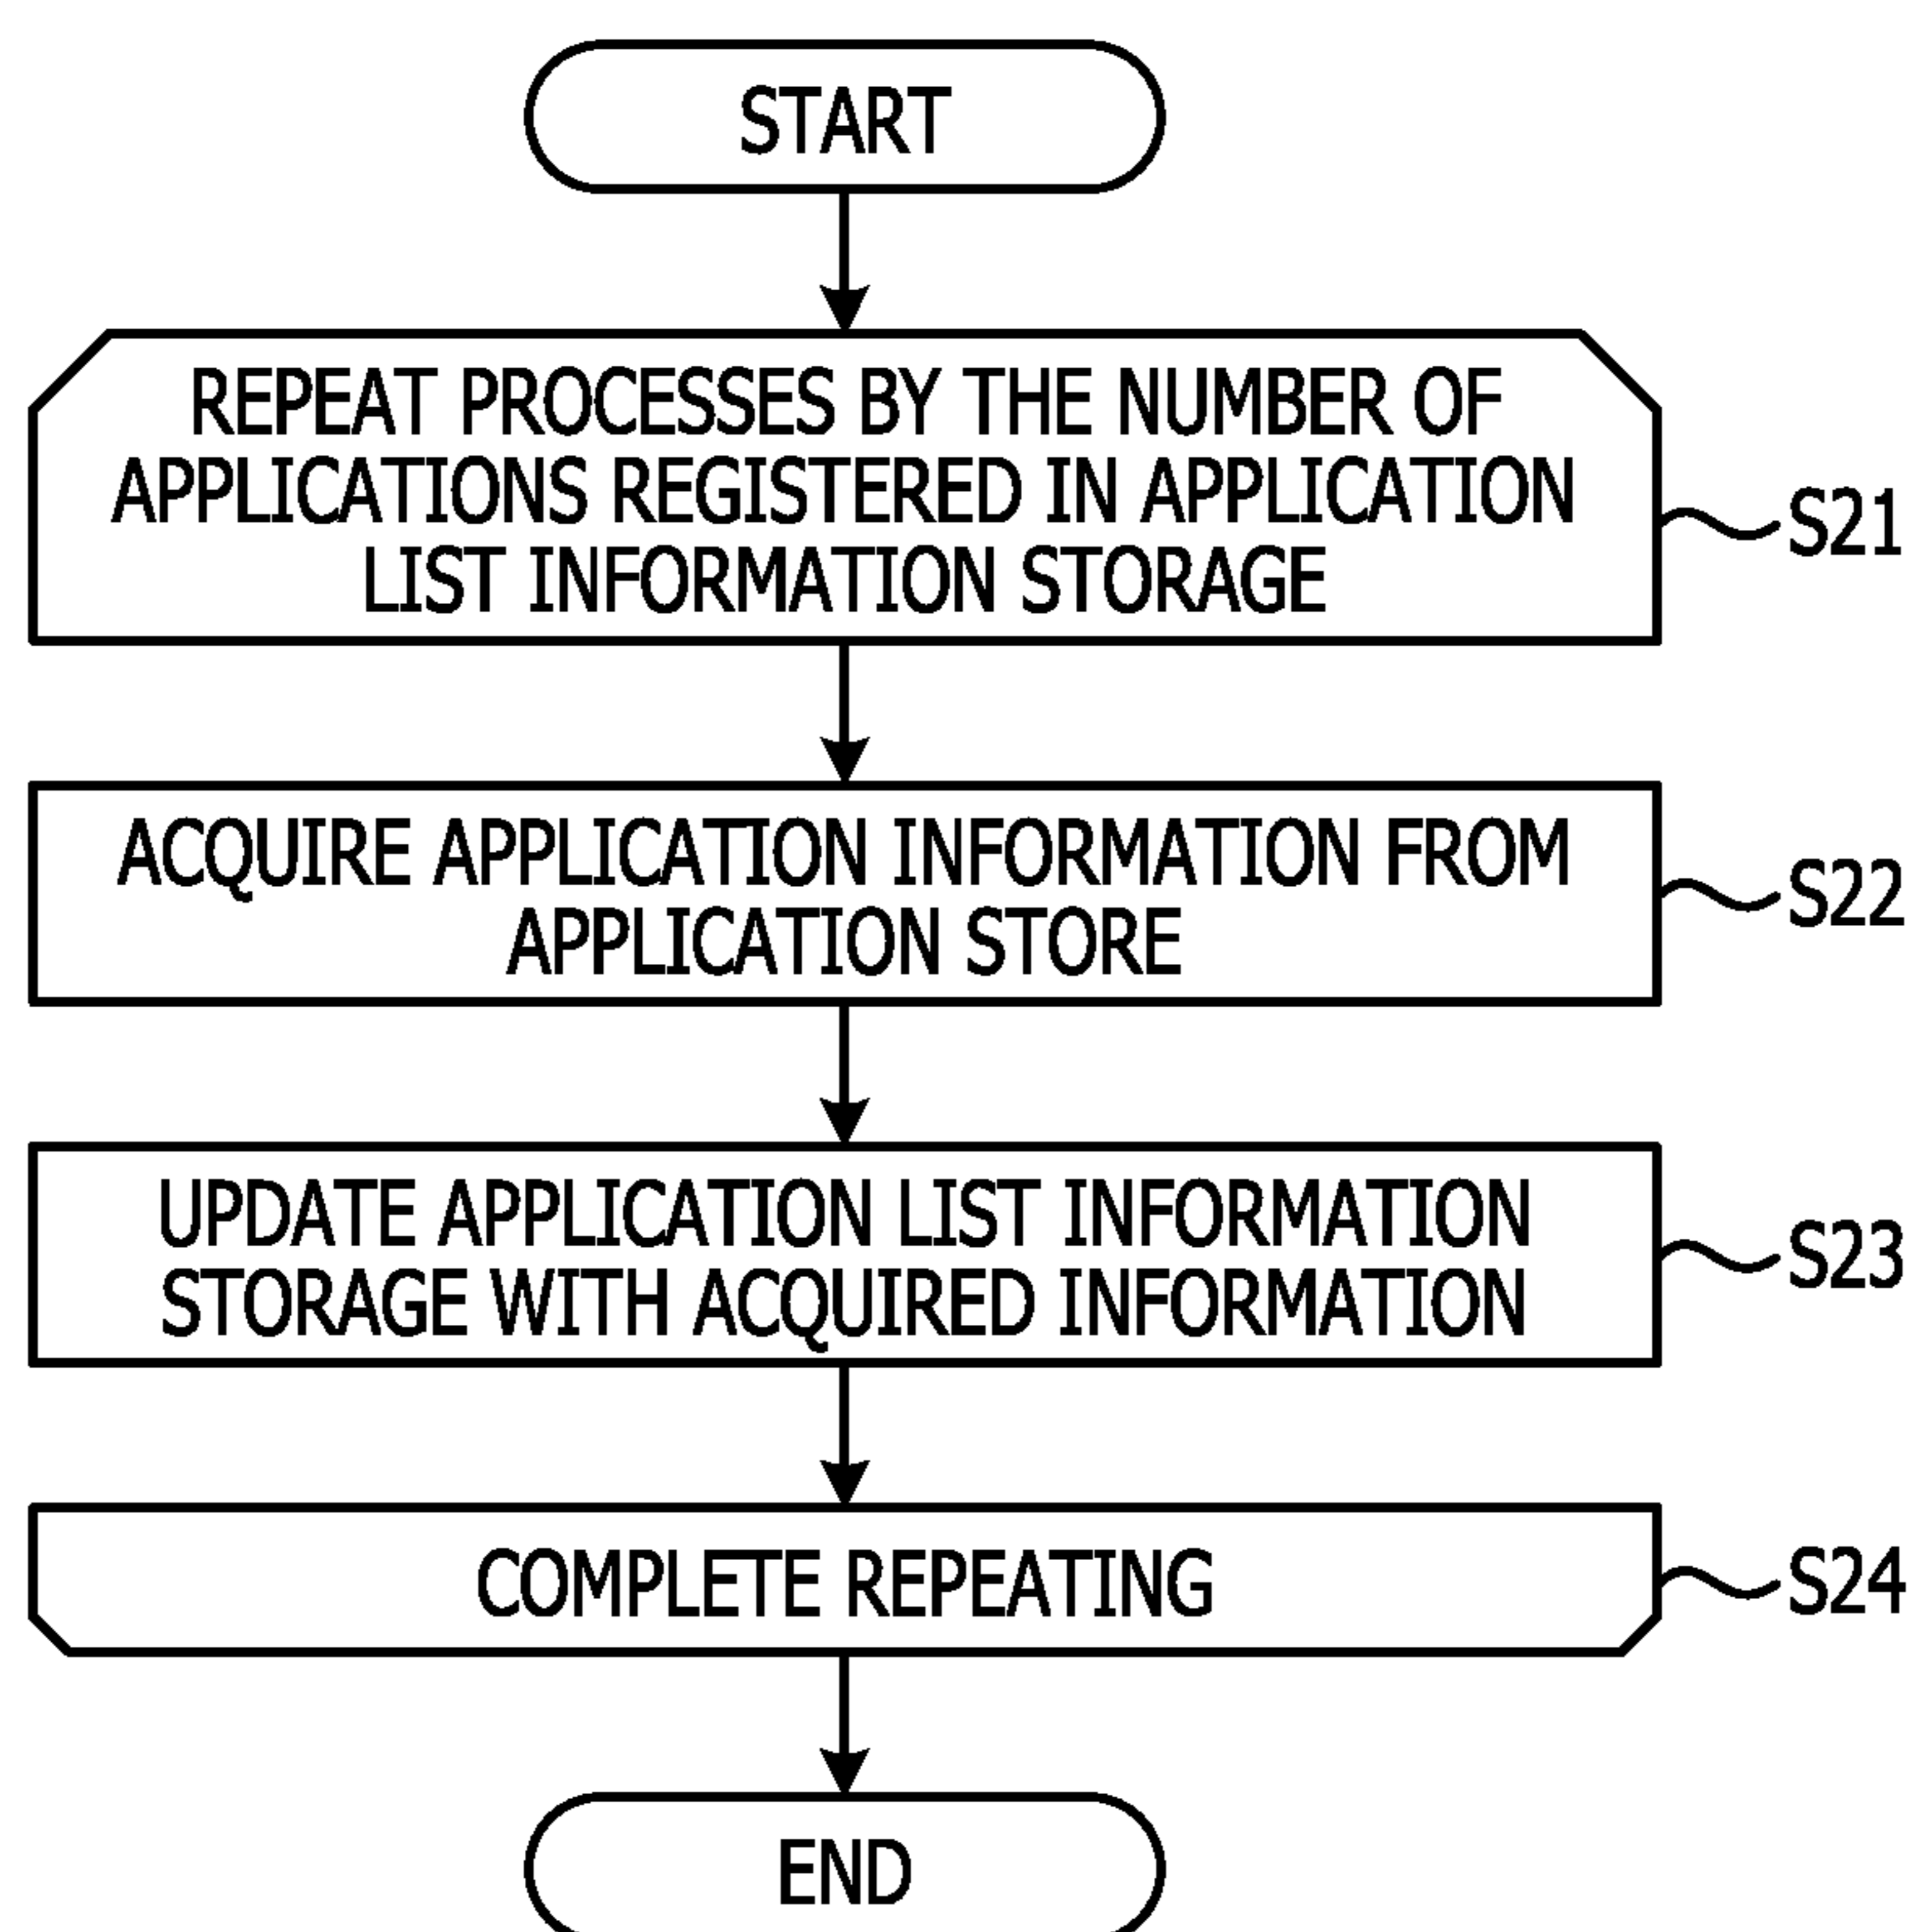 START
REPEAT PROCESSES BY THE NUMBER OF
APPLICATIONS REGISTERED IN APPLICATION
LIST INFORMATION STORAGE
S21
ACQUIRE APPLICATION INFORMATION FROM
APPLICATION STORE
S22
UPDATE APPLICATION LIST INFORMATION
STORAGE WITH ACQUIRED INFORMATION
S23
COMPLETE REPEATING
S24
END